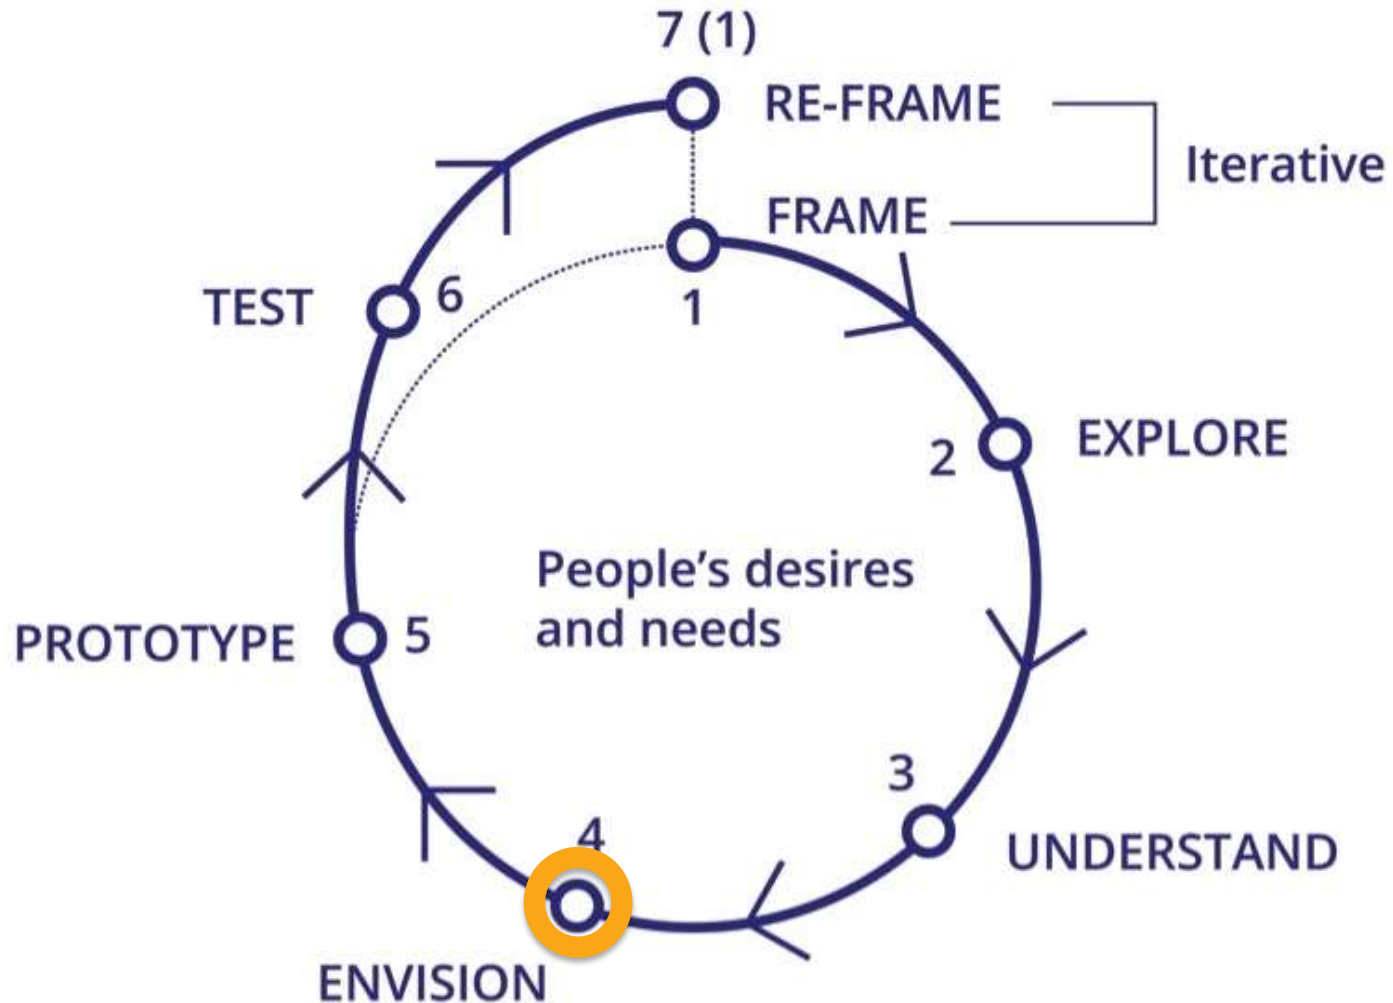 7 (1)
RE-FRAME
Iterative
FRAME
1
TEST
6
2
EXPLORE
People’s desires
and needs
PROTOTYPE
5
3
UNDERSTAND
4
ENVISION